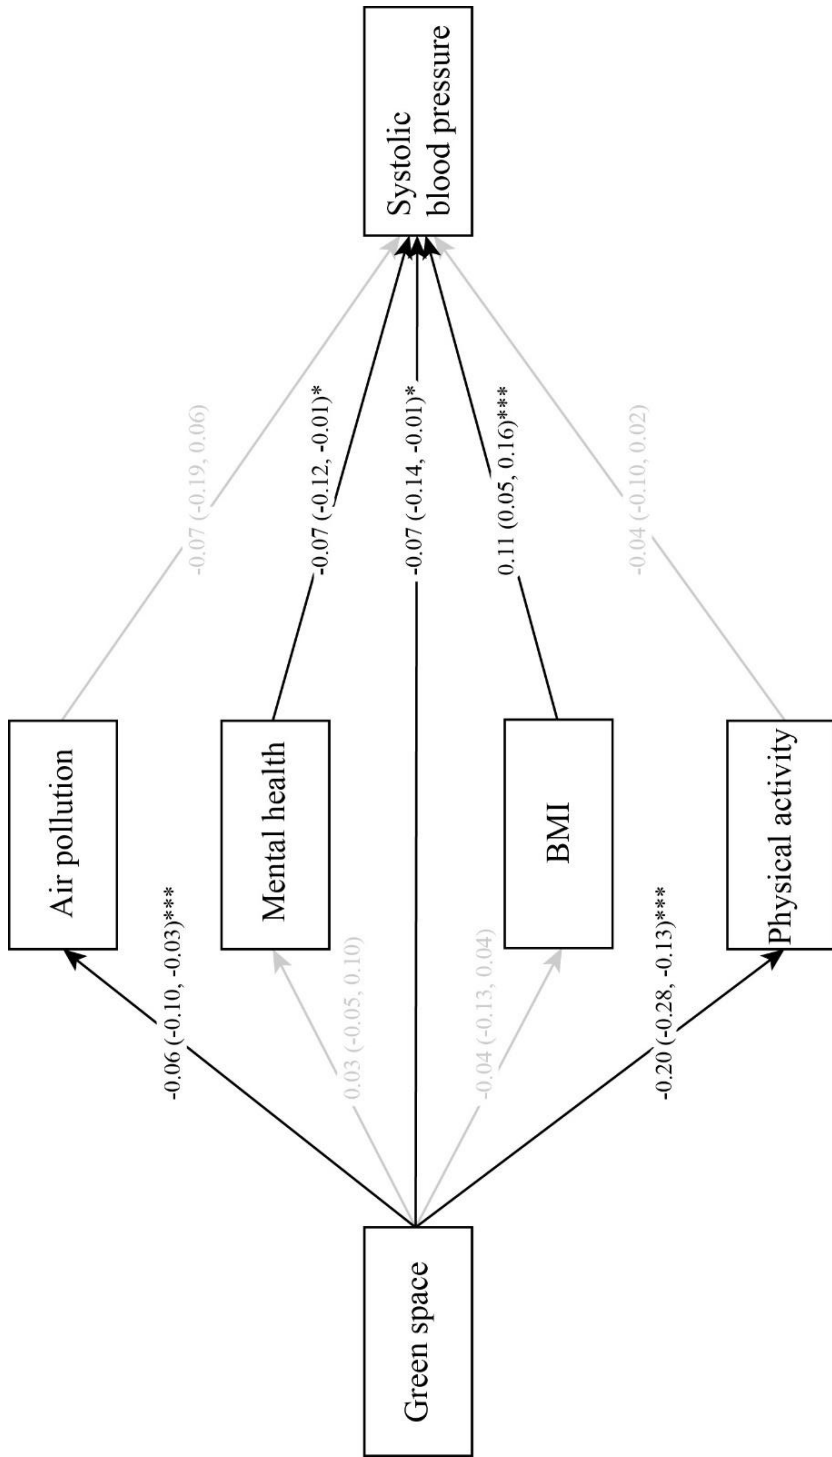 Green space
-0.06 (-0.10, -0.03)***
0.03 (-0.05, 0.10)
-0.04 (-0.13, 0.04)
-0.20 (-0.28, -0.13)***
Air pollution
Mental health
BMI
Physical activity
-0.07 (-0.19, 0.06)
-0.07 (-0.12, -0.01)*
-0.07 (-0.14, -0.01)*
0.11 (0.05, 0.16)***
-0.04 (-0.10, 0.02)
Systolic
blood pressure